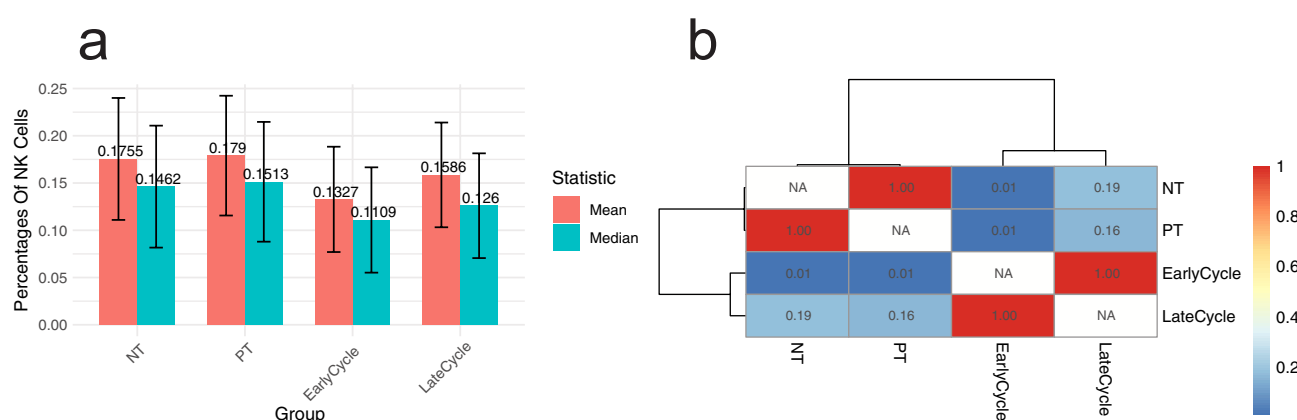 a
Percentages Of NK Cells
0.25
0.20
0.15
0.10
0.05
0.00
0.1755
0.1462
0.179
0.1513
0.1327
0.1109
0.1586
0.126
NT
PT
EarlyCycle
LateCycle
Group
Statistic
Mean
Median
b
NA 1.00 0.01 0.19 NT
1.00 NA 0.01 0.16 PT
0.01 0.01 NA 1.00 EarlyCycle
0.19 0.16 1.00 NA LateCycle
NT PT EarlyCycle LateCycle
1
0.8
0.6
0.4
0.2